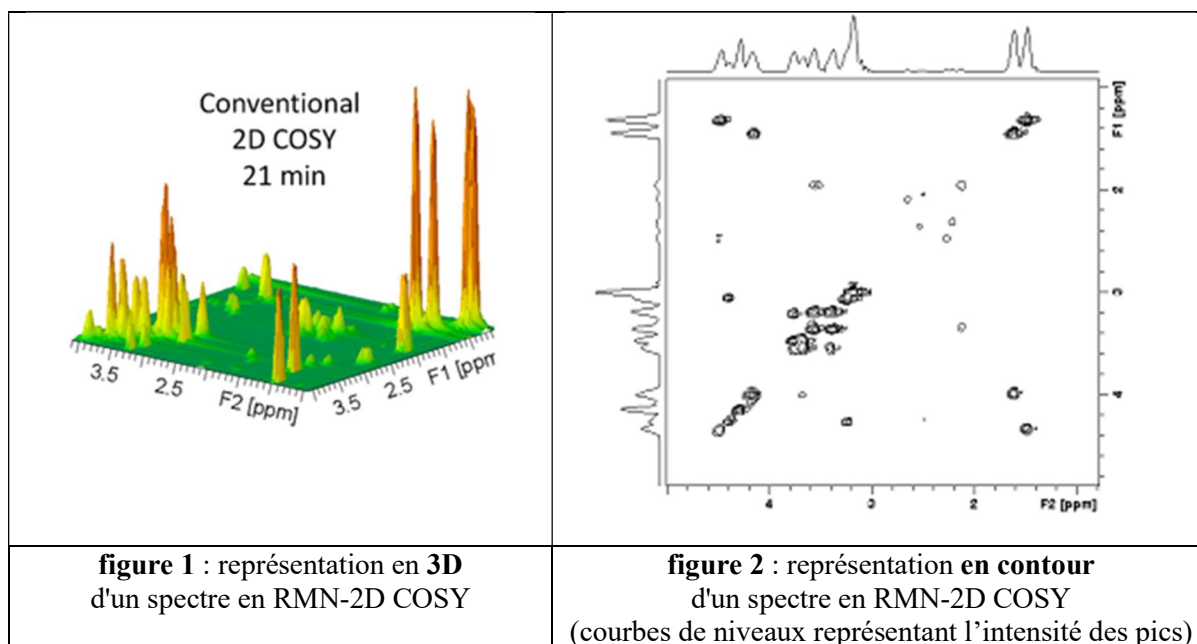 Conventional
2D COSY
21 min
3.5
2.5
F2 [ppm]
3.5
2.5
F1 [ppm
F1 [ppm]
2
3
4
4
3
2
F2 [ppm]
figure 1 : représentation en 3D
d'un spectre en RMN-2D COSY
figure 2 : représentation en contour
d'un spectre en RMN-2D COSY
(courbes de niveaux représentant l'intensité des pics)